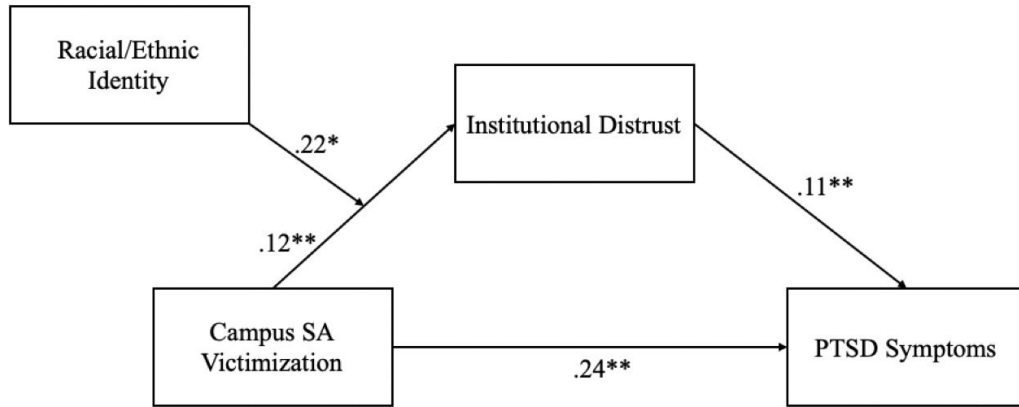 Racial/Ethnic
Identity
Institutional Distrust
.22*
.11**
.12**
Campus SA
Victimization
PTSD Symptoms
.24**